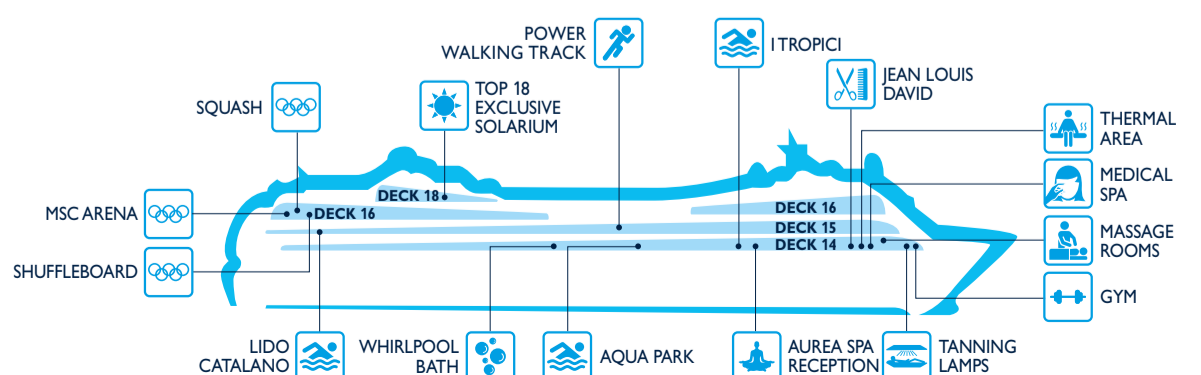 POWER
WALKING TRACK
I TROPICI
JEAN LOUIS
DAVID
TOP 18
EXCLUSIVE
SOLARIUM
SQUASH
THERMAL
AREA
MEDICAL
SPA
DECK 18
MSC ARENA
DECK 16
DECK 16
DECK 15
DECK 14
MASSAGE
ROOMS
SHUFFLEBOARD
GYM
LIDO
CATALANO
WHIRLPOOL
BATH
AQUA PARK
AUREA SPA
RECEPTION
TANNING
LAMPS